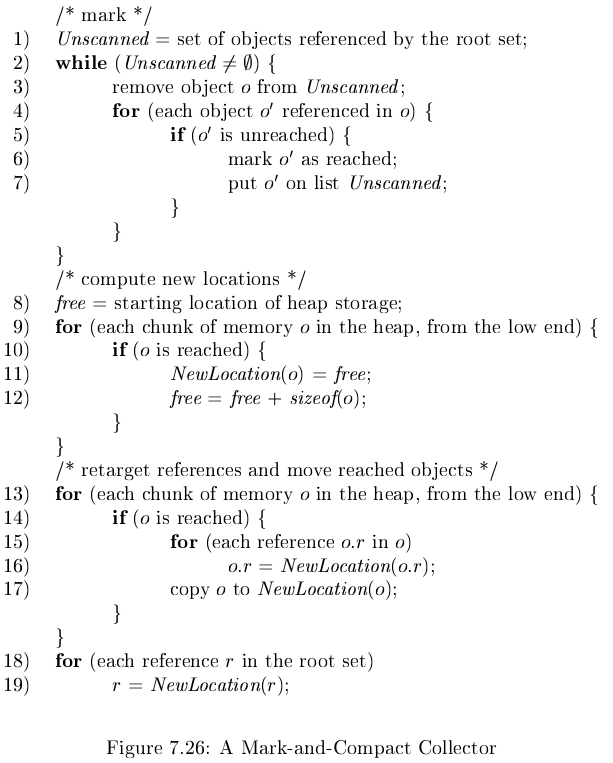 /* mark */
1) Unscanned = set of objects referenced by the root set;
2) while (Unscanned ≠ ∅) {
3) remove object o from Unscanned;
4) for (each object o′ referenced in o) {
5) if (o′ is unreached) {
6) mark o′ as reached;
7) put o′ on list Unscanned;
}
}
}
/* compute new locations */
8) free = starting location of heap storage;
9) for (each chunk of memory o in the heap, from the low end) {
10) if (o is reached) {
11) NewLocation(o) = free;
12) free = free + sizeof(o);
}
}
/* retarget references and move reached objects */
13) for (each chunk of memory o in the heap, from the low end) {
14) if (o is reached) {
15) for (each reference o.r in o)
16) o.r = NewLocation(o.r);
17) copy o to NewLocation(o);
}
}
18) for (each reference r in the root set)
19) r = NewLocation(r);
Figure 7.26: A Mark-and-Compact Collector